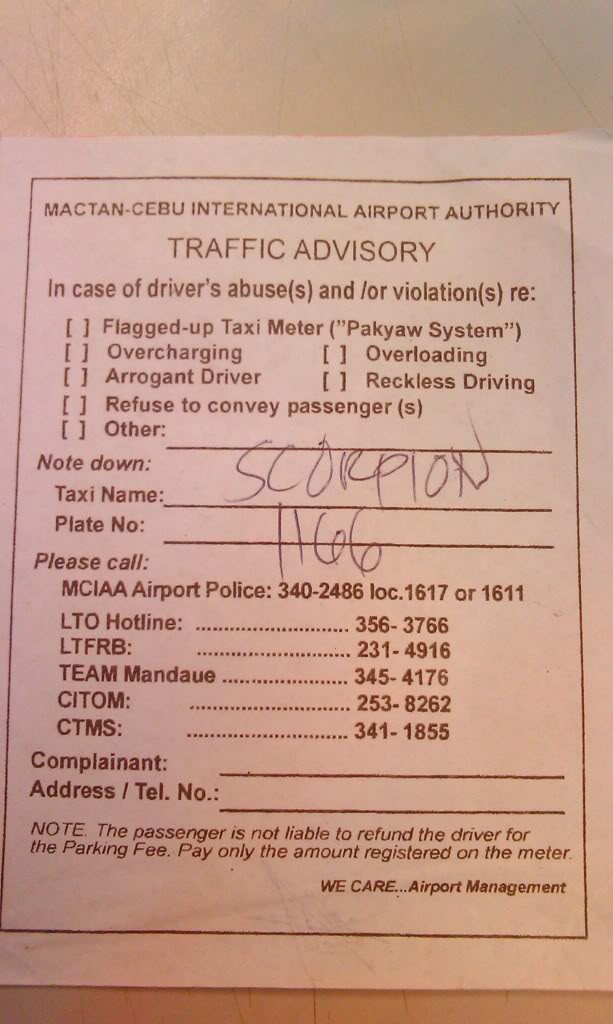 MACTAN-CEBU INTERNATIONAL AIRPORT AUTHORITY
TRAFFIC ADVISORY
In case of driver's abuse(s) and /or violation(s) re:
[ ] Flagged-up Taxi Meter ("Pakyaw System")
[ ] Overcharging [ ] Overloading
[ ] Arrogant Driver [ ] Reckless Driving
[ ] Refuse to convey passenger (s)
[ ] Other:
Note down:
Taxi Name: SCORPION
Plate No: 1166
Please call:
MCIAA Airport Police: 340-2486 loc.1617 or 1611
LTO Hotline: ............................ 356- 3766
LTFRB: ............................ 231- 4916
TEAM Mandaue ....................... 345- 4176
CITOM: ............................ 253- 8262
CTMS: ............................ 341- 1855
Complainant:
Address / Tel. No.:
NOTE. The passenger is not liable to refund the driver for
the Parking Fee. Pay only the amount registered on the meter.
WE CARE...Airport Management